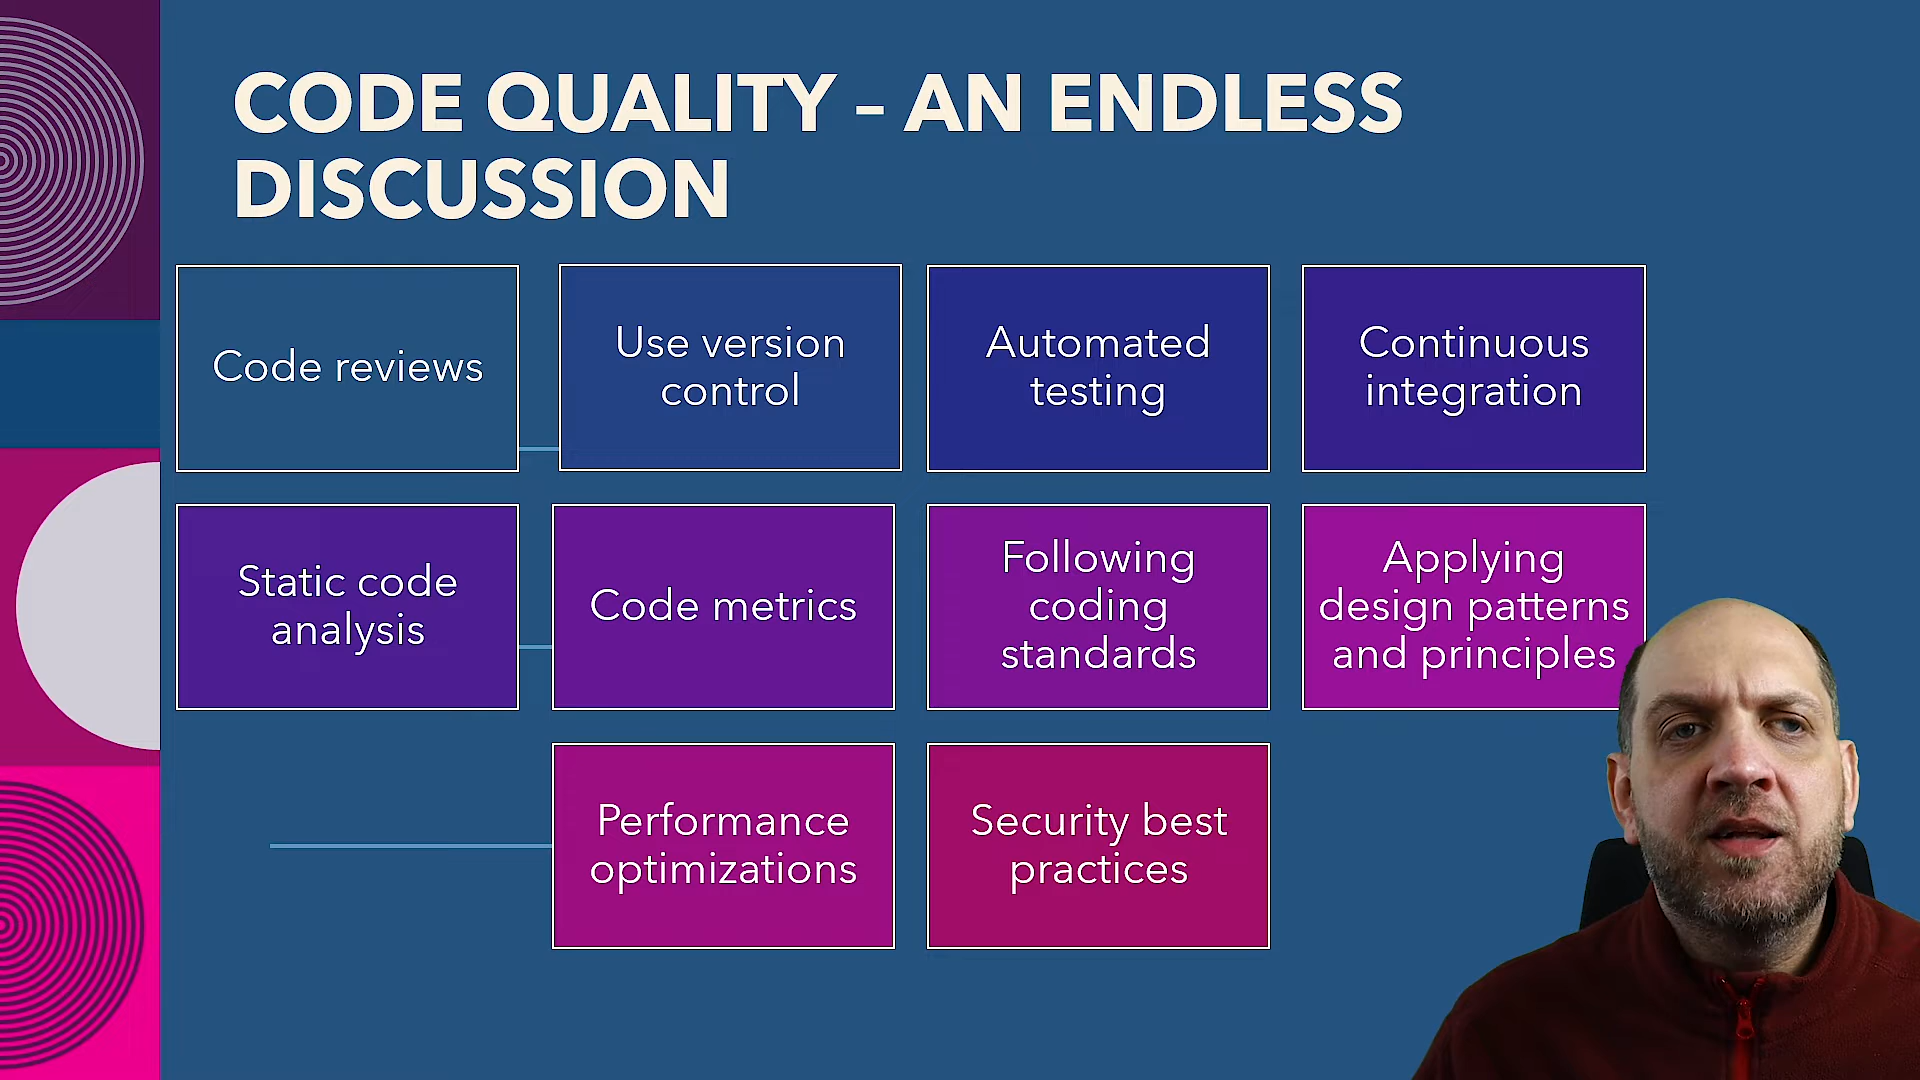 CODE QUALITY – AN ENDLESS
DISCUSSION
Code reviews
Use version
control
Automated
testing
Continuous
integration
Static code
analysis
Code metrics
Following
coding
standards
Applying
design patterns
and principles
Performance
optimizations
Security best
practices